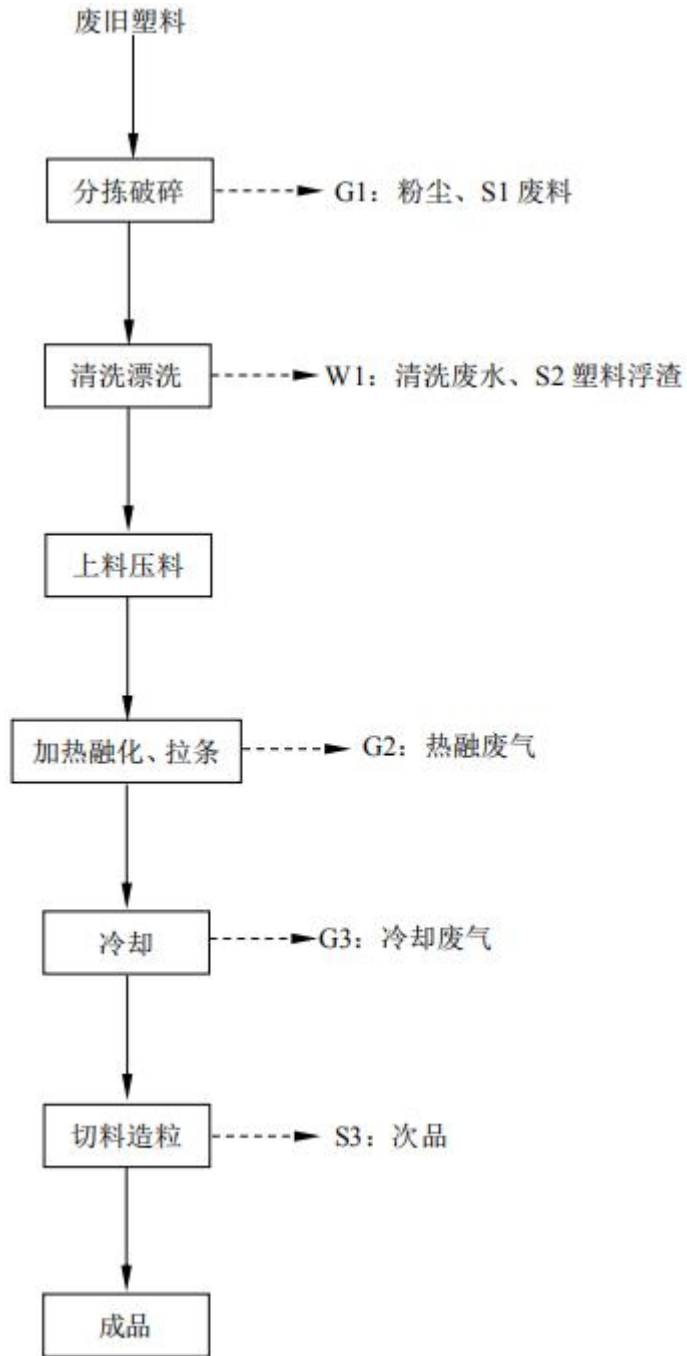 废旧塑料
分拣破碎
G1：粉尘、S1 废料
清洗漂洗
W1：清洗废水、S2 塑料浮渣
上料压料
加热融化、拉条
G2：热融废气
冷却
G3：冷却废气
切料造粒
S3：次品
成品